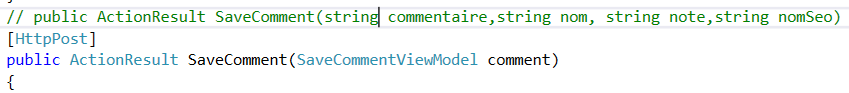 // public ActionResult SaveComment(string commentaire,string nom, string note,string nomSeo)
[HttpPost]
public ActionResult SaveComment(SaveCommentViewModel comment)
{